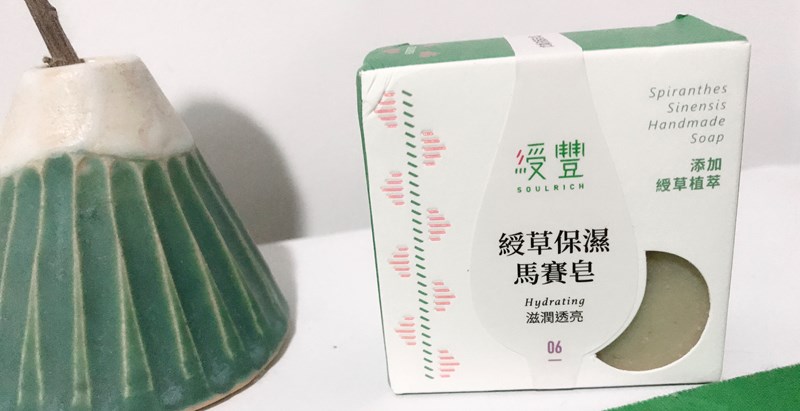 綬豐
SOULRICH
綬草保濕
馬賽皂
Hydrating
滋潤透亮
06
Spiranthes
Sinensis
Handmade
Soap
添加
綬草植萃